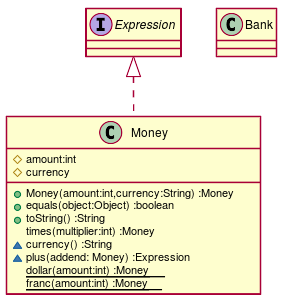 I Expression
C Bank
C Money
amount:int
currency
Money(amount:int,currency:String) :Money
equals(object:Object) :boolean
toString() :String
times(multiplier:int) :Money
currency() :String
plus(addend: Money) :Expression
dollar(amount:int) :Money
franc(amount:int) :Money